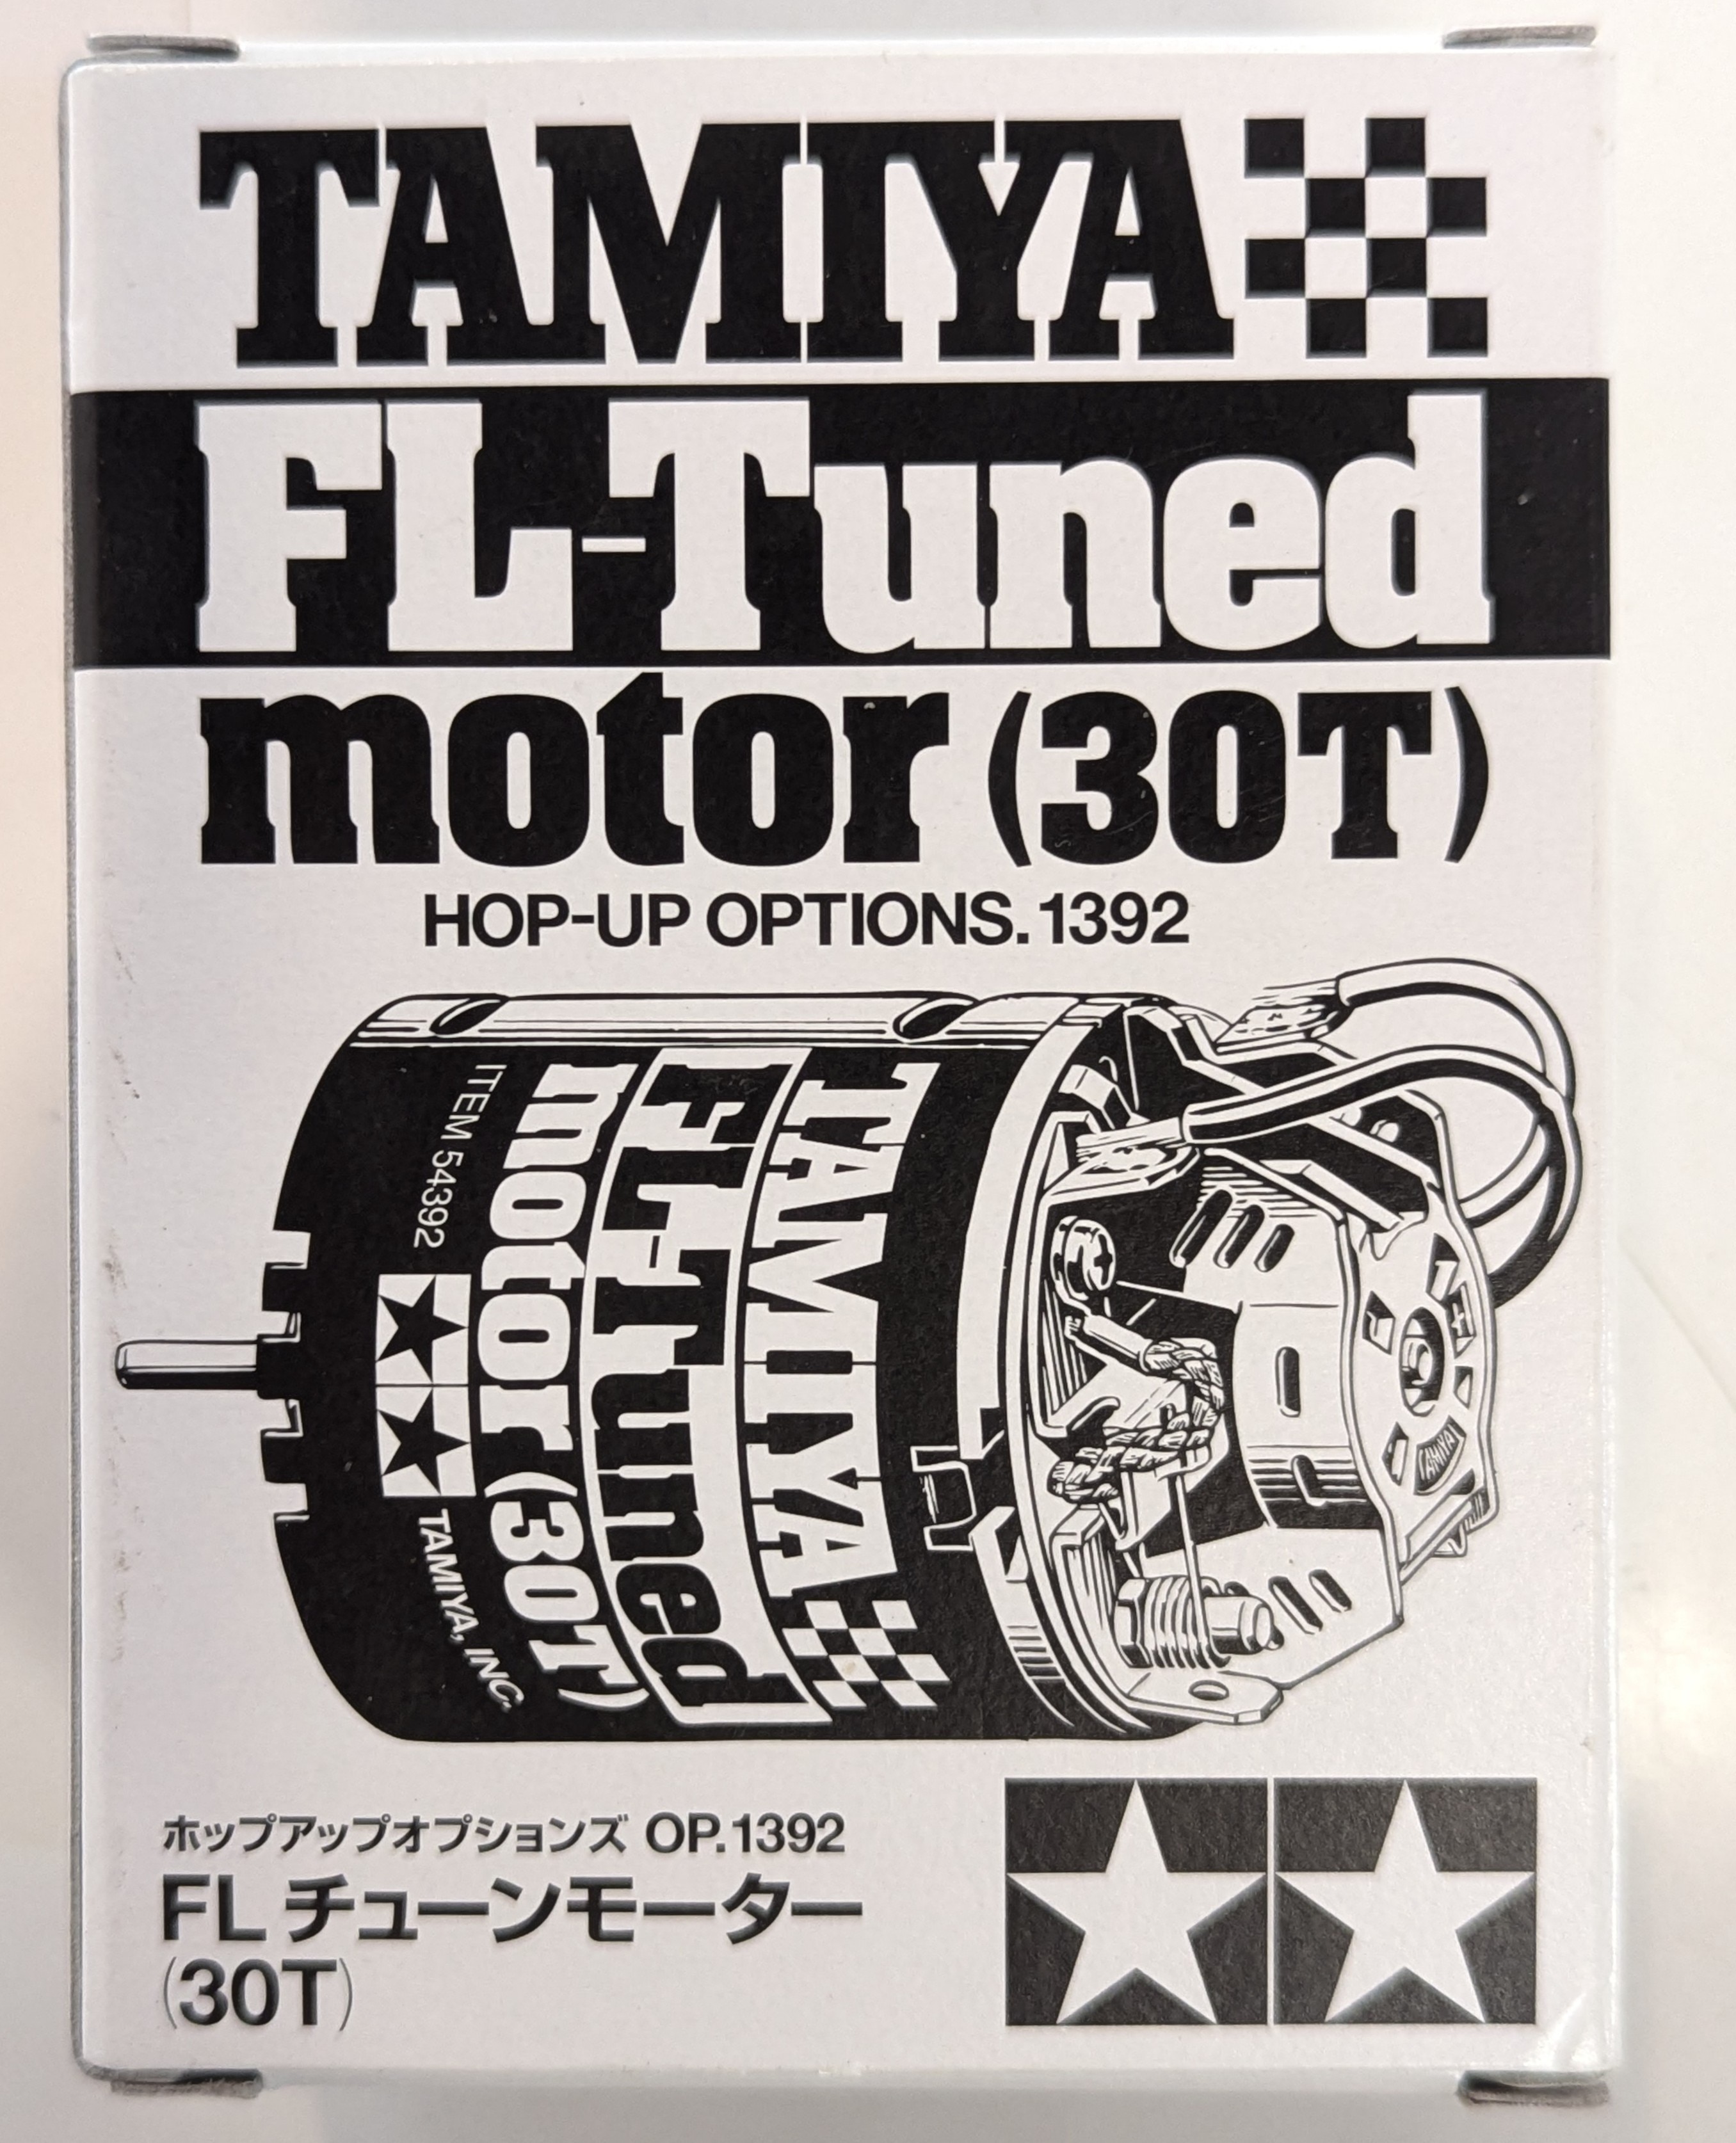 TAMIYA
FL-Tuned
motor (30T)
HOP-UP OPTIONS. 1392
TAMIYA
FL-Tuned
motor (30T)
ITEM 54392
TAMIYA, INC.
TAMIYA
ホップアップオプションズ OP.1392
FL チューンモーター
(30T)